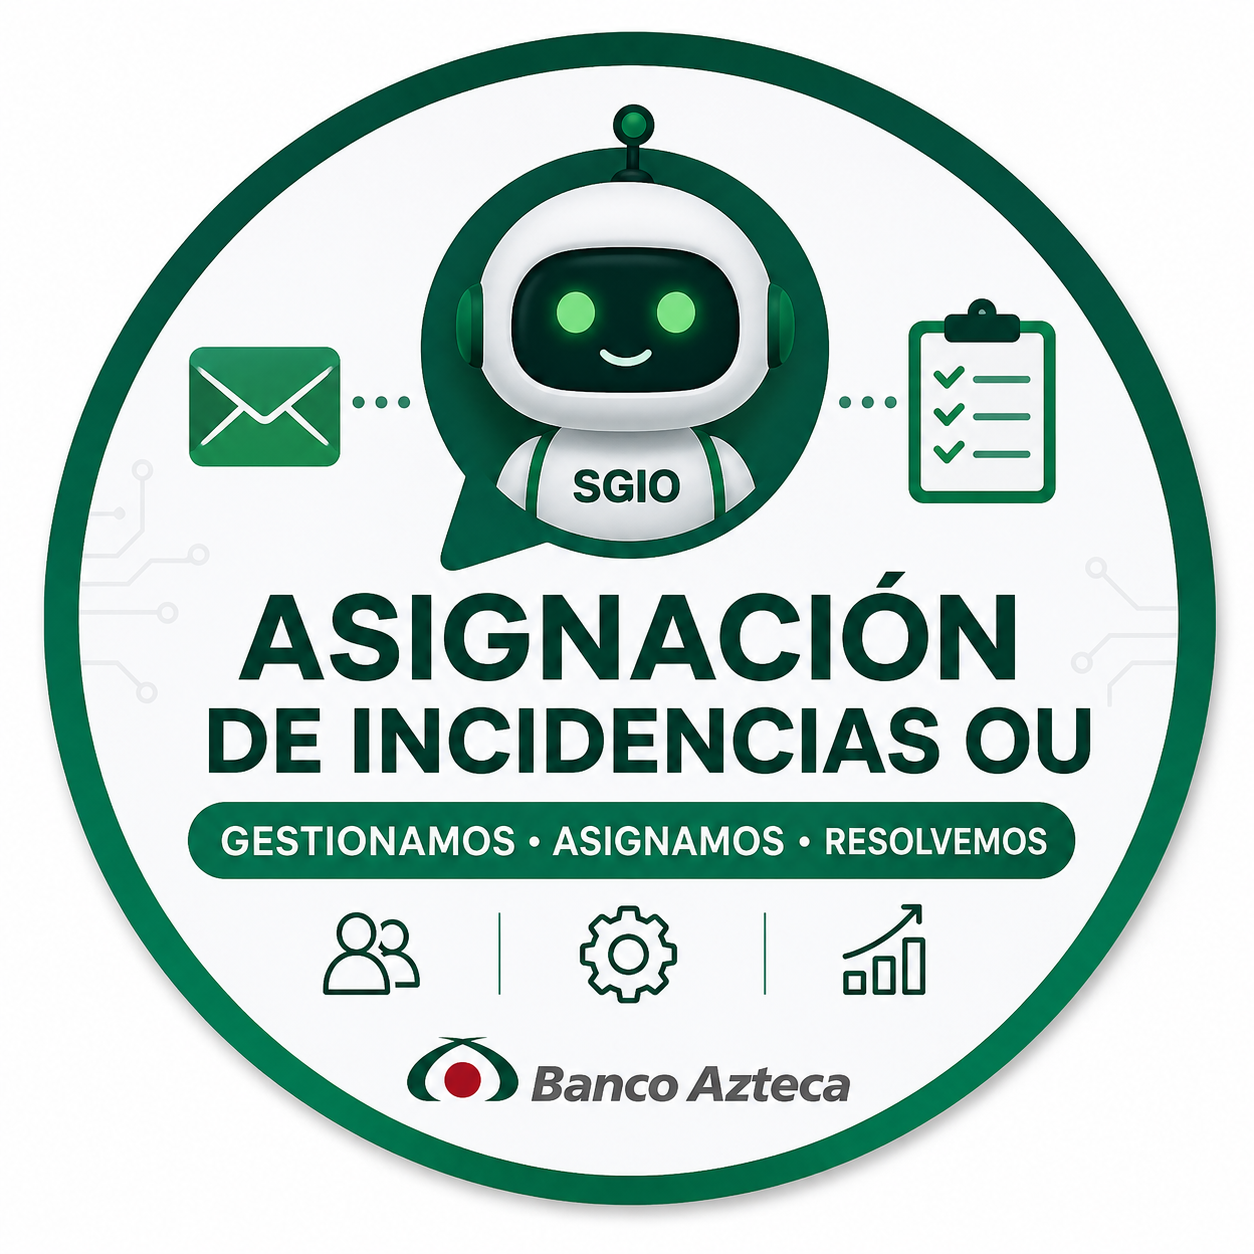 SGIO
ASIGNACIÓN
DE INCIDENCIAS OU
GESTIONAMOS • ASIGNAMOS • RESOLVEMOS
Banco Azteca